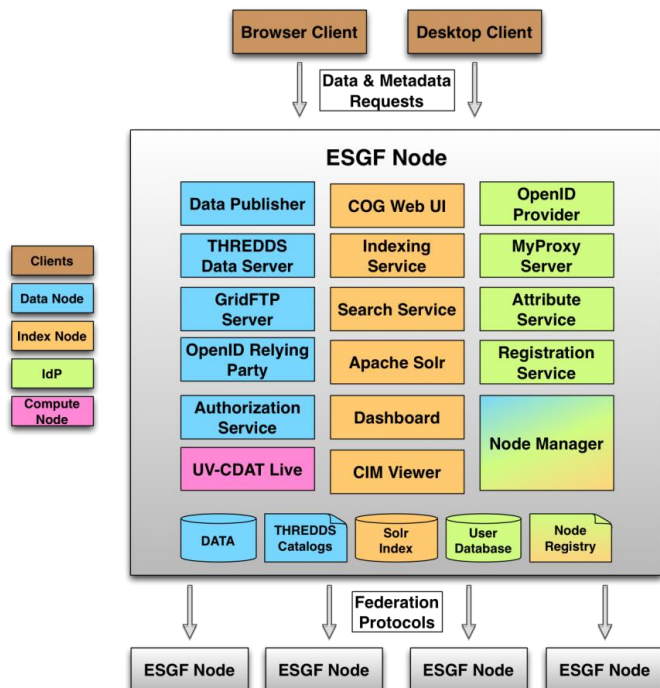 Browser Client
Desktop Client
Data & Metadata
Requests
ESGF Node
Data Publisher
COG Web UI
OpenID
Provider
THREDDS
Data Server
Indexing
Service
MyProxy
Server
GridFTP
Server
Search Service
Attribute
Service
OpenID Relying
Party
Apache Solr
Registration
Service
Authorization
Service
Dashboard
Node Manager
UV-CDAT Live
CIM Viewer
Clients
Data Node
Index Node
IdP
Compute
Node
DATA
THREDDS
Catalogs
Solr
Index
User
Database
Node
Registry
Federation
Protocols
ESGF Node
ESGF Node
ESGF Node
ESGF Node